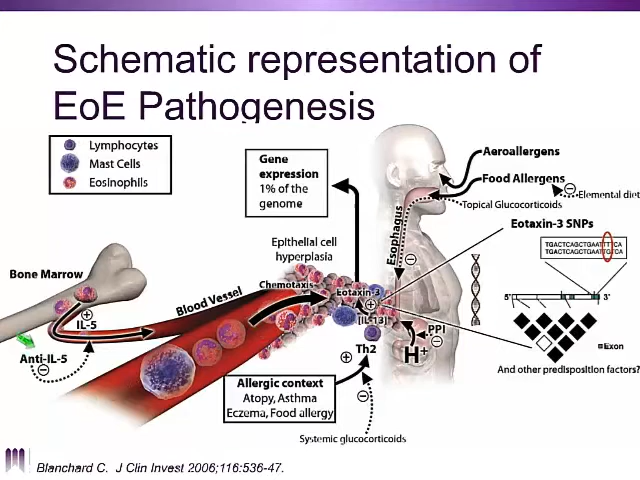 Schematic representation of
EoE Pathogenesis
Lymphocytes
Mast Cells
Eosinophils
Gene
expression
1% of the
genome
Aeroallergens
Food Allergens
Elemental diet
Topical Glucocorticoids
Eotaxin-3 SNPs
TGACTCAGCTGAATTTCA
TGACTCAGCTGAATTGTCA
Esophagus
Epithelial cell
hyperplasia
Bone Marrow
Chemotaxis
Eotaxin-3
Blood Vessel
5'
3'
IL-5
[IL-13]
PPI
Th2
H+
Exon
Anti-IL-5
And other predisposition factors?
Allergic context
Atopy, Asthma
Eczema, Food allergy
Systemic glucocorticoids
Blanchard C. J Clin Invest 2006;116:536-47.